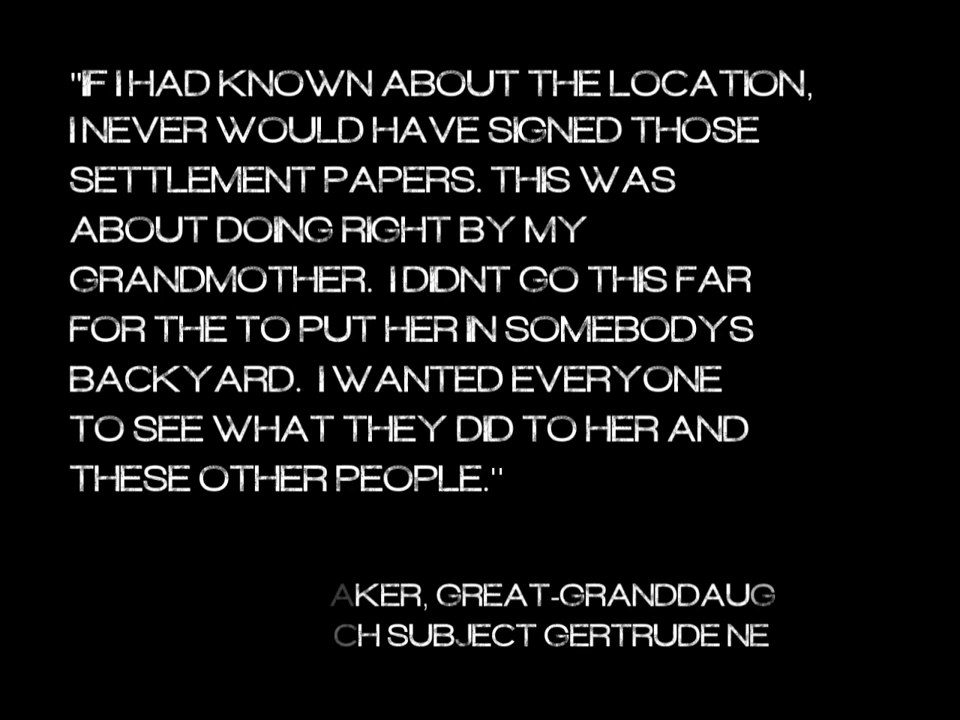 "IF I HAD KNOWN ABOUT THE LOCATION,
I NEVER WOULD HAVE SIGNED THOSE
SETTLEMENT PAPERS. THIS WAS
ABOUT DOING RIGHT BY MY
GRANDMOTHER. I DIDNT GO THIS FAR
FOR THE TO PUT HER IN SOMEBODYS
BACKYARD. I WANTED EVERYONE
TO SEE WHAT THEY DID TO HER AND
THESE OTHER PEOPLE."
AKER, GREAT-GRANDDAUG
CH SUBJECT GERTRUDE NE